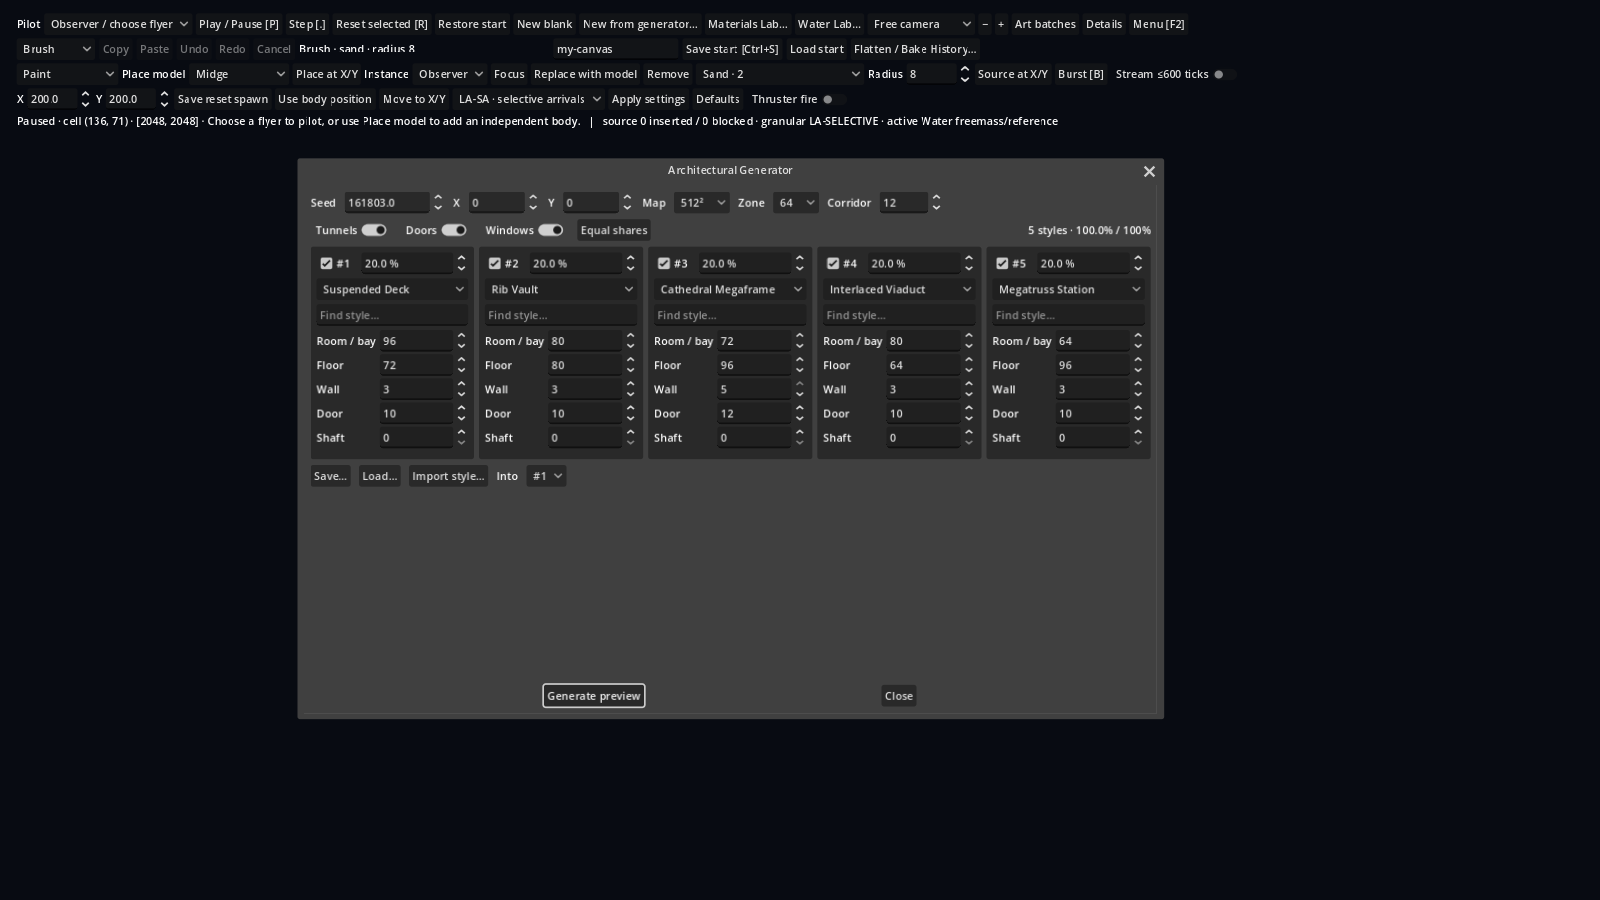 Pilot Observer / choose flyer Play / Pause [P] Step [.] Reset selected [R] Restore start New blank New from generator... Materials Lab... Water Lab... Free camera − + Art batches Details Menu [F2]
Brush Copy Paste Undo Redo Cancel Brush · sand · radius 8 my-canvas Save start [Ctrl+S] Load start Flatten / Bake History...
Paint Place model Midge Place at X/Y Instance Observer Focus Replace with model Remove Sand · 2 Radius 8 Source at X/Y Burst [B] Stream ≤600 ticks
X 200.0 Y 200.0 Save reset spawn Use body position Move to X/Y LA-SA · selective arrivals Apply settings Defaults Thruster fire
Paused · cell (136, 71) · [2048, 2048] · Choose a flyer to pilot, or use Place model to add an independent body. | source 0 inserted / 0 blocked · granular LA-SELECTIVE · active Water freemass/reference
Architectural Generator
Seed 161803.0 X 0 Y 0 Map 512² Zone 64 Corridor 12
Tunnels Doors Windows Equal shares 5 styles · 100.0% / 100%
#1 20.0 % #2 20.0 % #3 20.0 % #4 20.0 % #5 20.0 %
Suspended Deck Rib Vault Cathedral Megaframe Interlaced Viaduct Megatruss Station
Find style... Find style... Find style... Find style... Find style...
Room / bay 96 Room / bay 80 Room / bay 72 Room / bay 80 Room / bay 64
Floor 72 Floor 80 Floor 96 Floor 64 Floor 96
Wall 3 Wall 3 Wall 5 Wall 3 Wall 3
Door 10 Door 10 Door 12 Door 10 Door 10
Shaft 0 Shaft 0 Shaft 0 Shaft 0 Shaft 0
Save... Load... Import style... Into #1
Generate preview Close